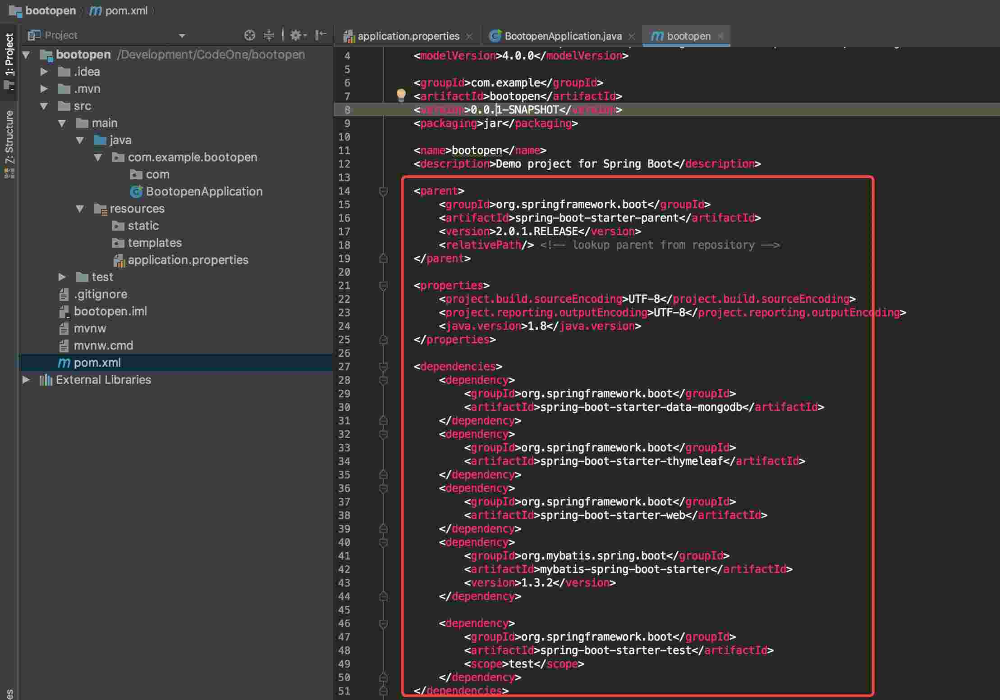 bootopen
pom.xml
1: Project
Z: Structure
es
Project
bootopen /Development/CodeOne/bootopen
.idea
.mvn
src
main
java
com.example.bootopen
com
BootopenApplication
resources
static
templates
application.properties
test
.gitignore
bootopen.iml
mvnw
mvnw.cmd
pom.xml
External Libraries
application.properties
BootopenApplication.java
bootopen
4 <modelVersion>4.0.0</modelVersion>
5
6 <groupId>com.example</groupId>
7 <artifactId>bootopen</artifactId>
8 <version>0.0.1-SNAPSHOT</version>
9 <packaging>jar</packaging>
10
11 <name>bootopen</name>
12 <description>Demo project for Spring Boot</description>
13
14 <parent>
15 <groupId>org.springframework.boot</groupId>
16 <artifactId>spring-boot-starter-parent</artifactId>
17 <version>2.0.1.RELEASE</version>
18 <relativePath/> <!-- lookup parent from repository -->
19 </parent>
20
21 <properties>
22 <project.build.sourceEncoding>UTF-8</project.build.sourceEncoding>
23 <project.reporting.outputEncoding>UTF-8</project.reporting.outputEncoding>
24 <java.version>1.8</java.version>
25 </properties>
26
27 <dependencies>
28 <dependency>
29 <groupId>org.springframework.boot</groupId>
30 <artifactId>spring-boot-starter-data-mongodb</artifactId>
31 </dependency>
32 <dependency>
33 <groupId>org.springframework.boot</groupId>
34 <artifactId>spring-boot-starter-thymeleaf</artifactId>
35 </dependency>
36 <dependency>
37 <groupId>org.springframework.boot</groupId>
38 <artifactId>spring-boot-starter-web</artifactId>
39 </dependency>
40 <dependency>
41 <groupId>org.mybatis.spring.boot</groupId>
42 <artifactId>mybatis-spring-boot-starter</artifactId>
43 <version>1.3.2</version>
44 </dependency>
45
46 <dependency>
47 <groupId>org.springframework.boot</groupId>
48 <artifactId>spring-boot-starter-test</artifactId>
49 <scope>test</scope>
50 </dependency>
51 </dependencies>